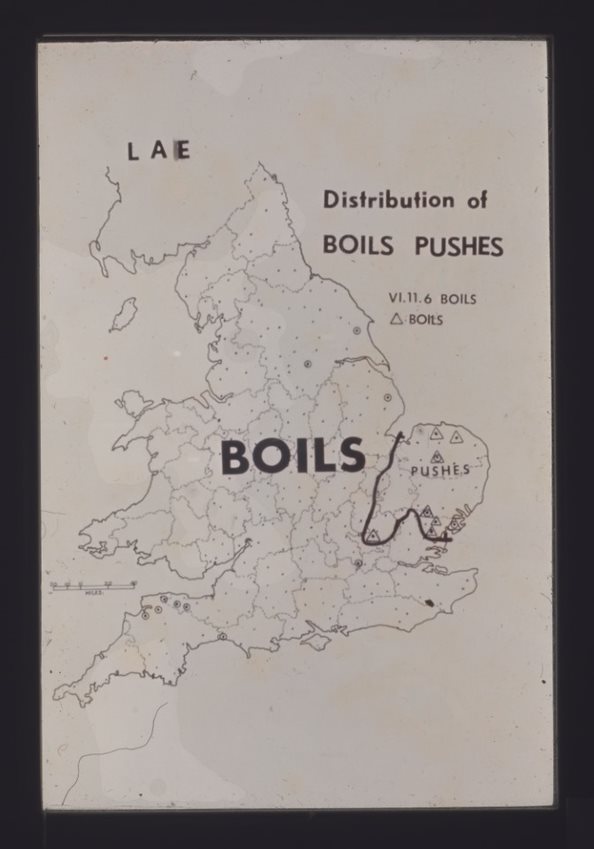 LAE
Distribution of
BOILS PUSHES
VI.11.6 BOILS
△ BOILS
BOILS
PUSHES
MILES